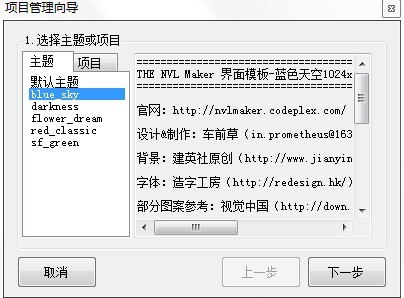 项目管理向导
1.选择主题或项目
主题
项目
默认主题
blue_sky
darkness
flower_dream
red_classic
sf_green
================================
THE NVL Maker 界面模板-蓝色天空1024x
================================
官网：http://nvlmaker.codeplex.com/
设计&制作：车前草（in.prometheus@163
背景：建英社原创（http://www.jianyin
字体：造字工房（http://redesign.hk/）
部分图案参考：视觉中国（http://down.
取消
上一步
下一步